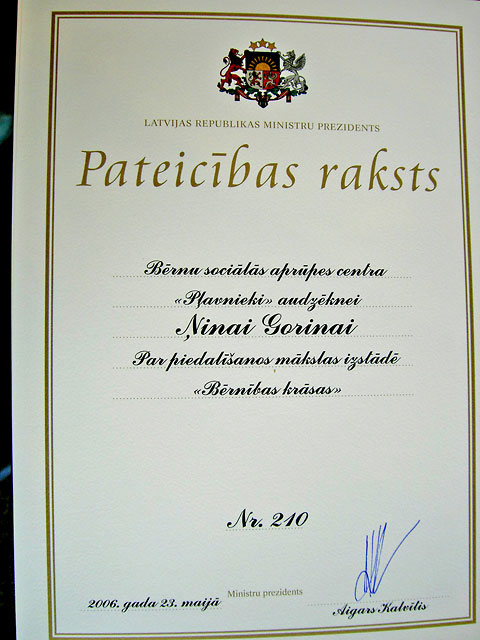 LATVIJAS REPUBLIKAS MINISTRU PREZIDENTS
Pateicības raksts
Bērnu sociālās aprūpes centra
«Pļavnieki» audzēknei
Ņinai Gorinai
Par piedalīšanos mākslas izstādē
«Bērnības krāsas»
Nr. 210
Ministru prezidents
2006. gada 23. maijā
Aigars Kalvītis